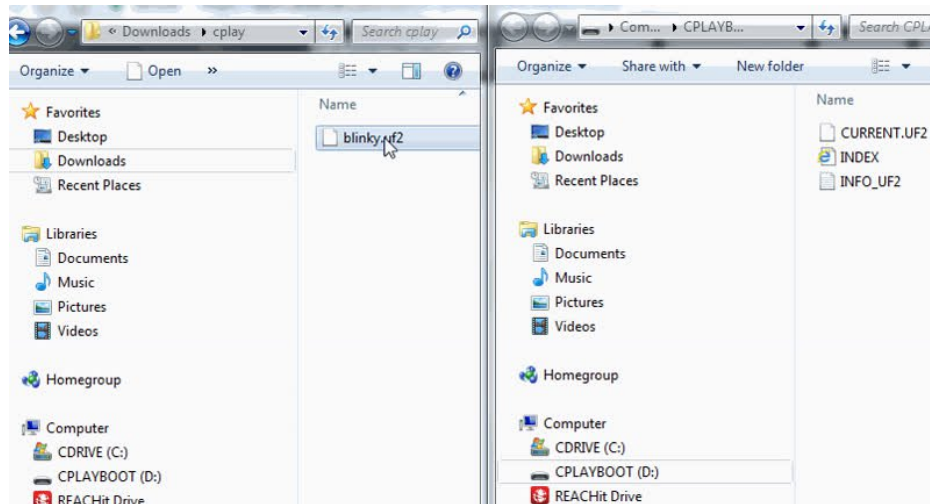 « Downloads cplay
Search cplay
Organize
Open
»
Favorites
Desktop
Downloads
Recent Places
Libraries
Documents
Music
Pictures
Videos
Homegroup
Computer
CDRIVE (C:)
CPLAYBOOT (D:)
REACHit Drive
Name
blinky.uf2
Com... CPLAYB...
Search CPLA
Organize
Share with
New folder
Favorites
Desktop
Downloads
Recent Places
Libraries
Documents
Music
Pictures
Videos
Homegroup
Computer
CDRIVE (C:)
CPLAYBOOT (D:)
REACHit Drive
Name
CURRENT.UF2
INDEX
INFO_UF2